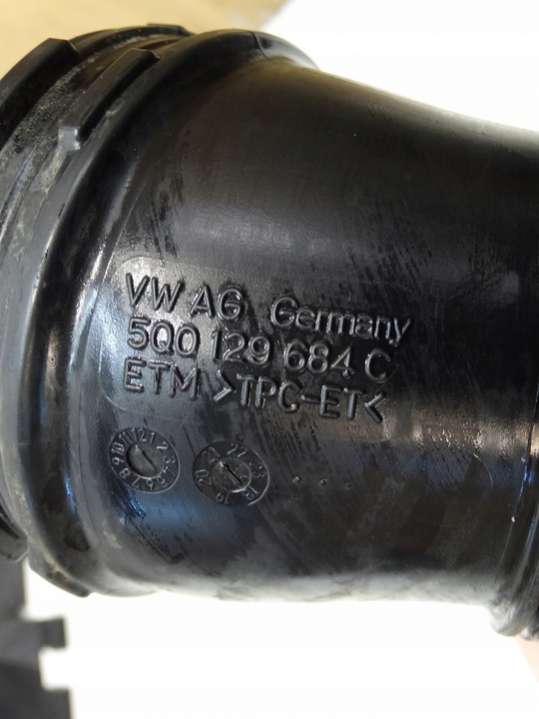 VW AG Germany
5Q0 129 684 C
ETM >TPC-ET<